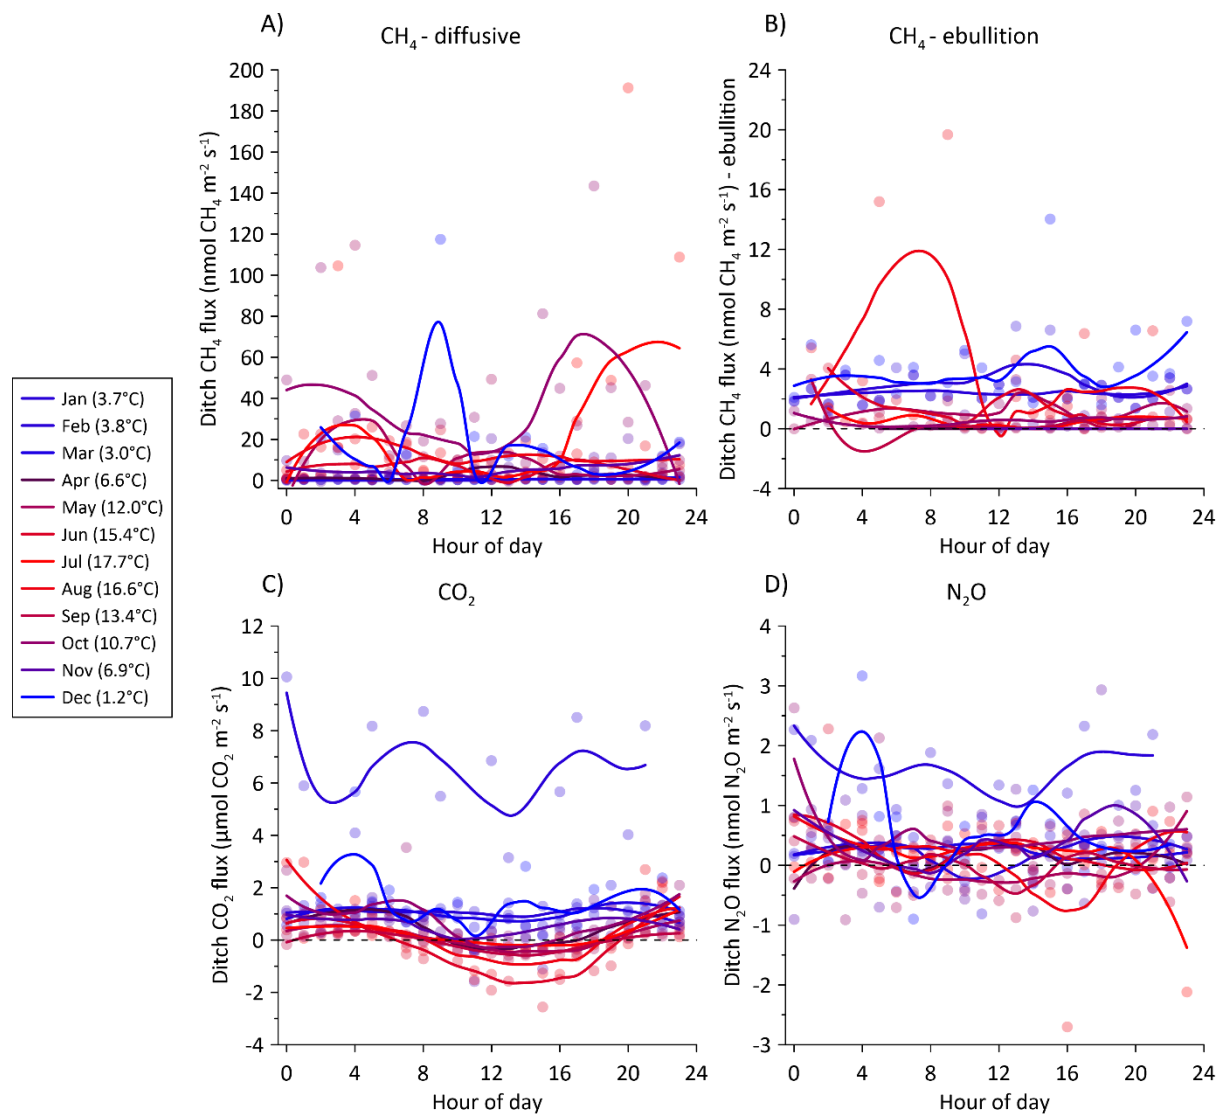 A)
CH₄ - diffusive
Ditch CH₄ flux (nmol CH₄ m⁻² s⁻¹)
200
180
160
140
120
100
80
60
40
20
0
0 4 8 12 16 20 24
Hour of day
B)
CH₄ - ebullition
Ditch CH₄ flux (nmol CH₄ m⁻² s⁻¹) - ebullition
24
20
16
12
8
4
0
-4
0 4 8 12 16 20 24
Hour of day
Jan (3.7°C)
Feb (3.8°C)
Mar (3.0°C)
Apr (6.6°C)
May (12.0°C)
Jun (15.4°C)
Jul (17.7°C)
Aug (16.6°C)
Sep (13.4°C)
Oct (10.7°C)
Nov (6.9°C)
Dec (1.2°C)
C)
CO₂
Ditch CO₂ flux (µmol CO₂ m⁻² s⁻¹)
12
10
8
6
4
2
0
-2
-4
0 4 8 12 16 20 24
Hour of day
D)
N₂O
Ditch N₂O flux (nmol N₂O m⁻² s⁻¹)
4
3
2
1
0
-1
-2
-3
0 4 8 12 16 20 24
Hour of day